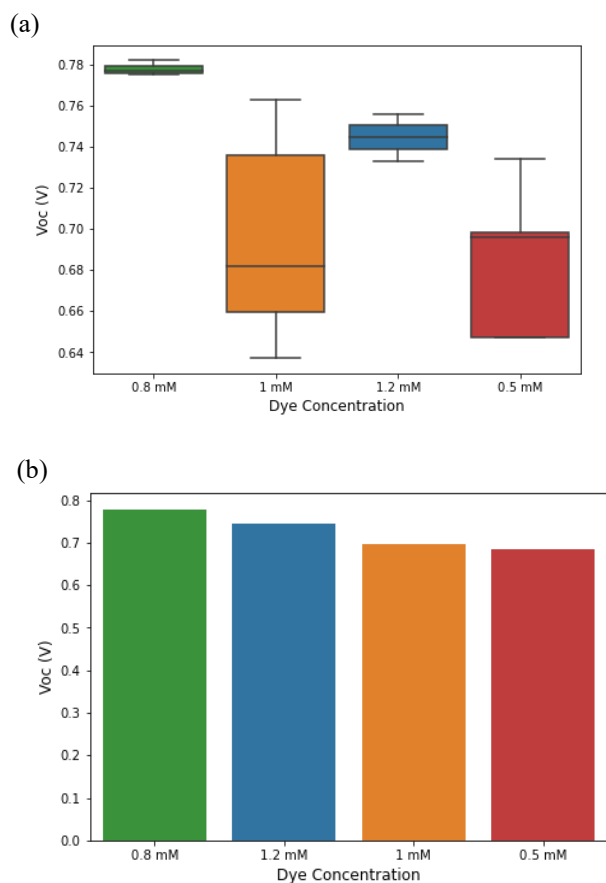 (a)
0.78
0.76
0.74
0.72
0.70
0.68
0.66
0.64
Voc (V)
0.8 mM 1 mM 1.2 mM 0.5 mM
Dye Concentration
(b)
0.8
0.7
0.6
0.5
0.4
0.3
0.2
0.1
0.0
Voc (V)
0.8 mM 1.2 mM 1 mM 0.5 mM
Dye Concentration